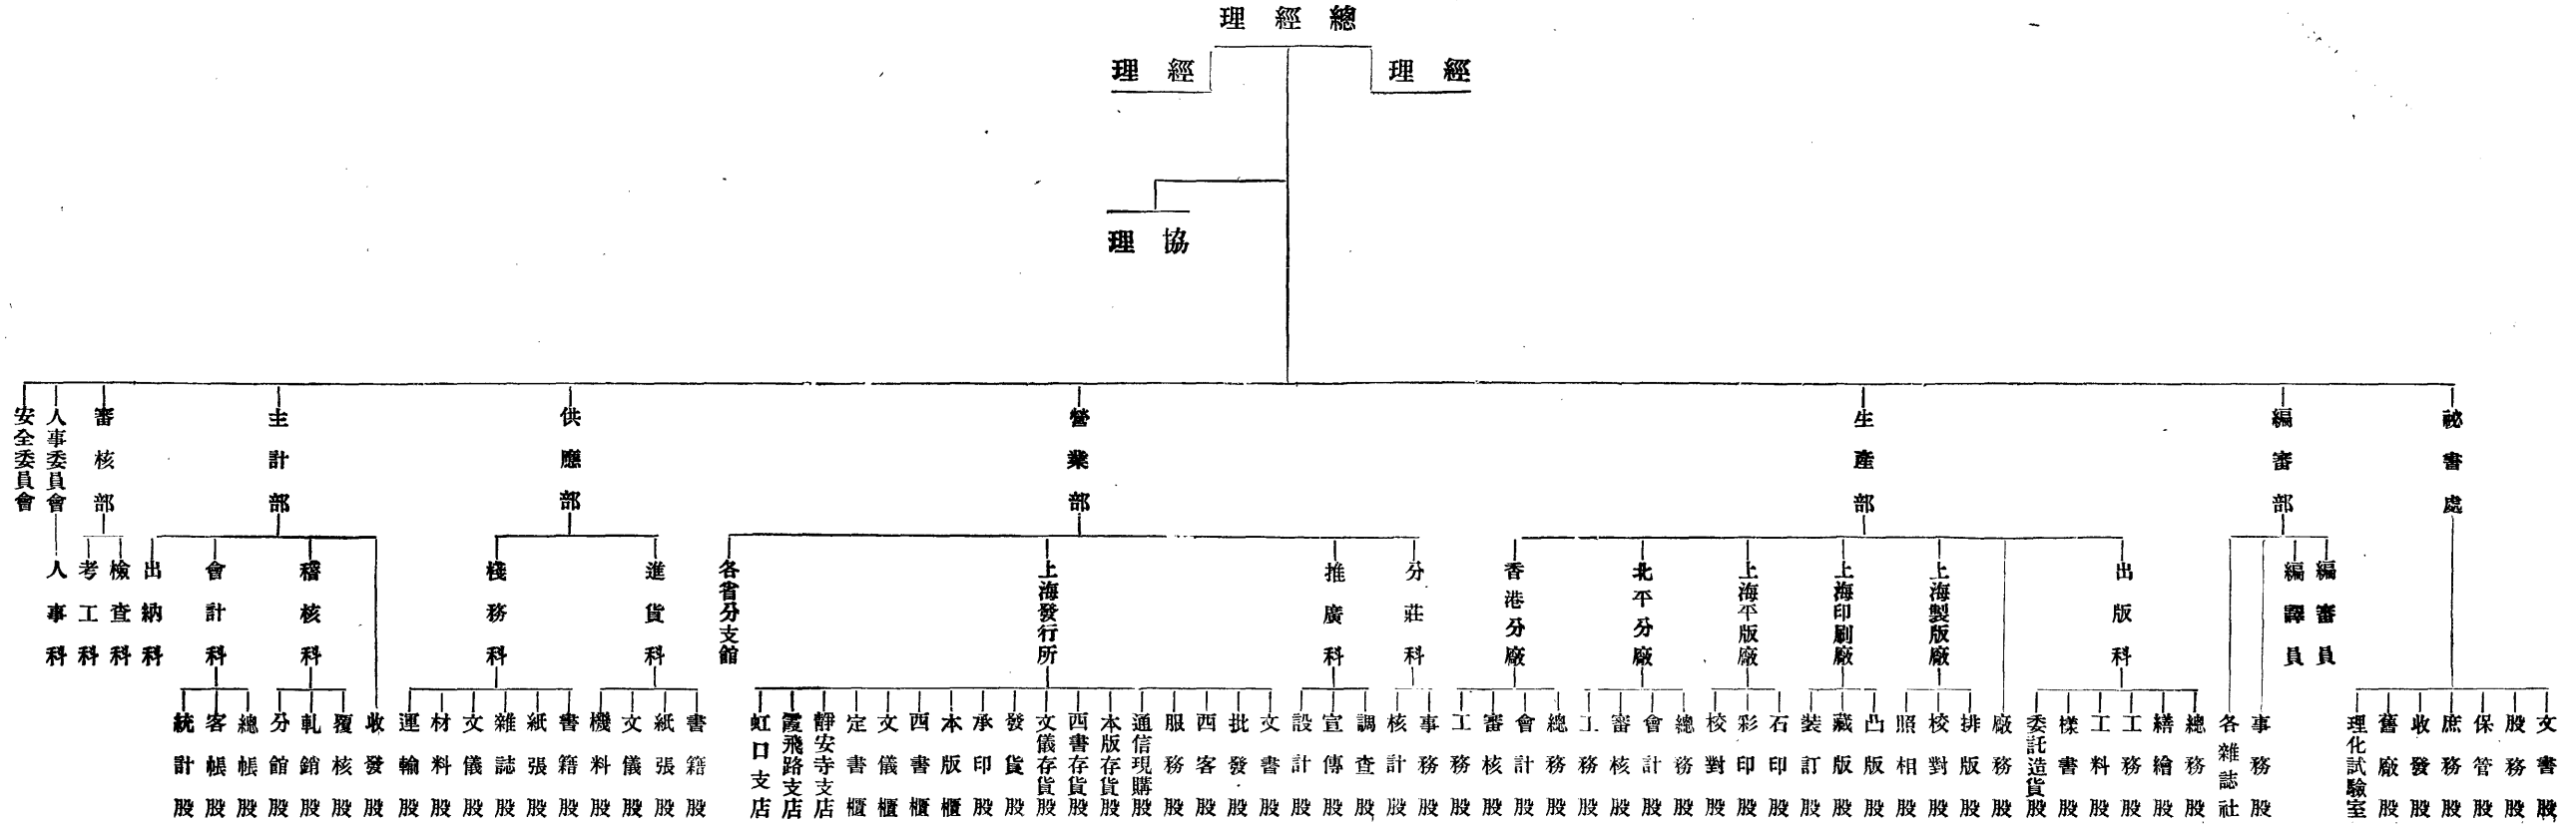 總經理
經理
經理
協理
祕書處
編審部
生產部
營業部
供應部
主計部
審核部
人事委員會
安全委員會
編審員
編譯員
出版科
上海製版廠
上海印刷廠
上海平版廠
北平分廠
香港分廠
分莊科
推廣科
上海發行所
各省分支館
進貨科
棧務科
稽核科
會計科
出納科
檢查科
考工科
人事科
文書股
股務股
保管股
庶務股
收發股
舊廠股
理化試驗室
事務股
各雜誌社
總務股
繕繪股
工務股
工料股
樣書股
委託造貨股
廠務股
排版股
校對股
照相股
凸版股
藏版股
裝訂股
石印股
彩印股
校對股
總務股
會計股
審核股
工務股
總務股
會計股
審核股
工務股
事務股
核計股
調查股
宣傳股
設計股
文書股
批發股
西客股
服務股
通信現購股
本版存貨股
西書存貨股
文儀存貨股
發貨股
承印股
本版櫃
西書櫃
文儀櫃
定書櫃
靜安寺支店
霞飛路支店
虹口支店
書籍股
紙張股
文儀股
機料股
書籍股
紙張股
雜誌股
文儀股
材料股
運輸股
收發股
覆核股
軋銷股
分館股
總帳股
客帳股
統計股